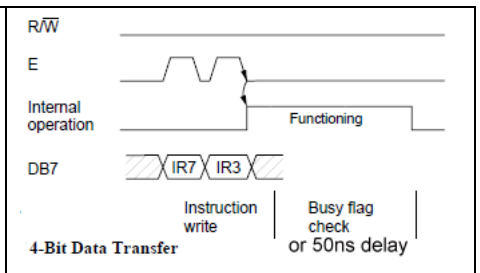 R/W̅
E
Internal
operation
Functioning
DB7
IR7 IR3
Instruction
write
Busy flag
check
or 50ns delay
4-Bit Data Transfer